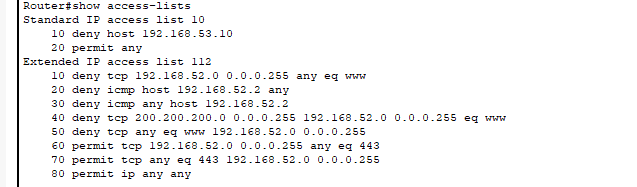 Router#show access-lists
Standard IP access list 10
10 deny host 192.168.53.10
20 permit any
Extended IP access list 112
10 deny tcp 192.168.52.0 0.0.0.255 any eq www
20 deny icmp host 192.168.52.2 any
30 deny icmp any host 192.168.52.2
40 deny tcp 200.200.200.0 0.0.0.255 192.168.52.0 0.0.0.255 eq www
50 deny tcp any eq www 192.168.52.0 0.0.0.255
60 permit tcp 192.168.52.0 0.0.0.255 any eq 443
70 permit tcp any eq 443 192.168.52.0 0.0.0.255
80 permit ip any any